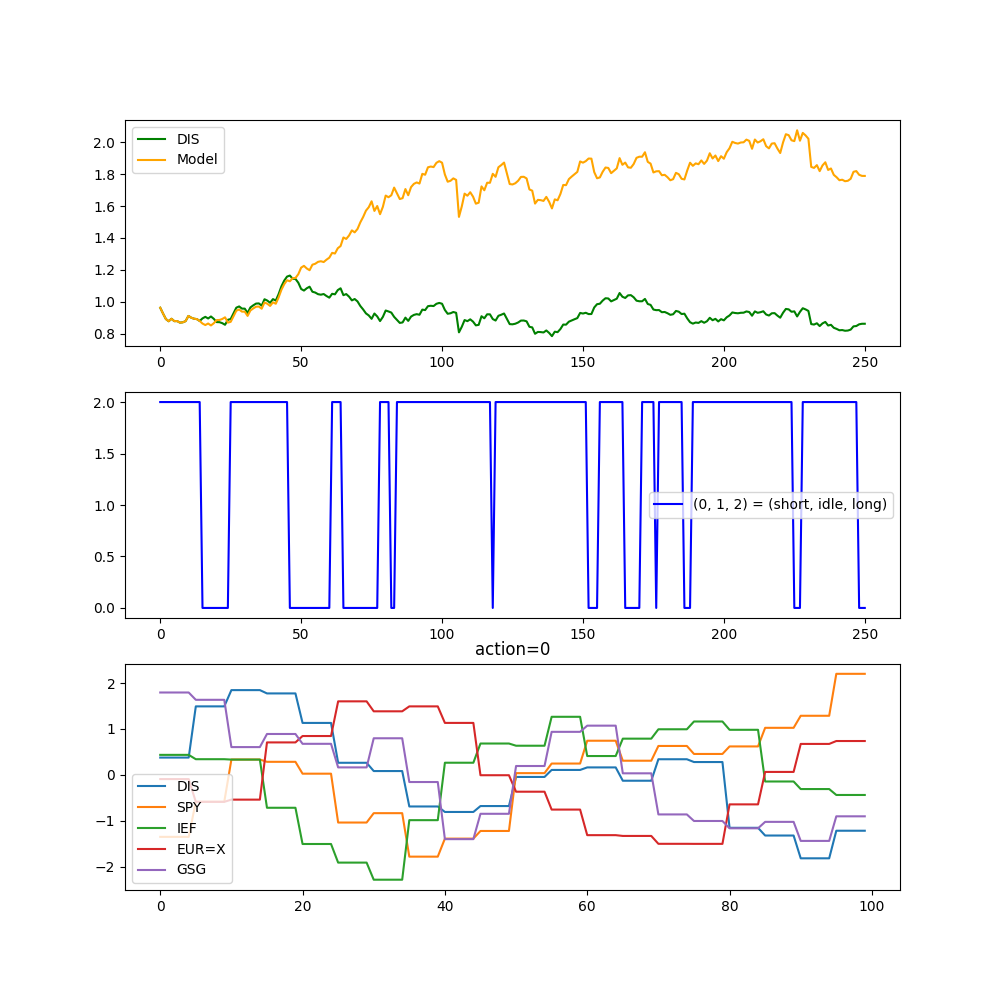 DIS
Model
2.0
1.8
1.6
1.4
1.2
1.0
0.8
0 50 100 150 200 250
2.0
1.5
1.0
0.5
0.0
(0, 1, 2) = (short, idle, long)
0 50 100 150 200 250
action=0
2
1
0
−1
−2
DIS
SPY
IEF
EUR=X
GSG
0 20 40 60 80 100